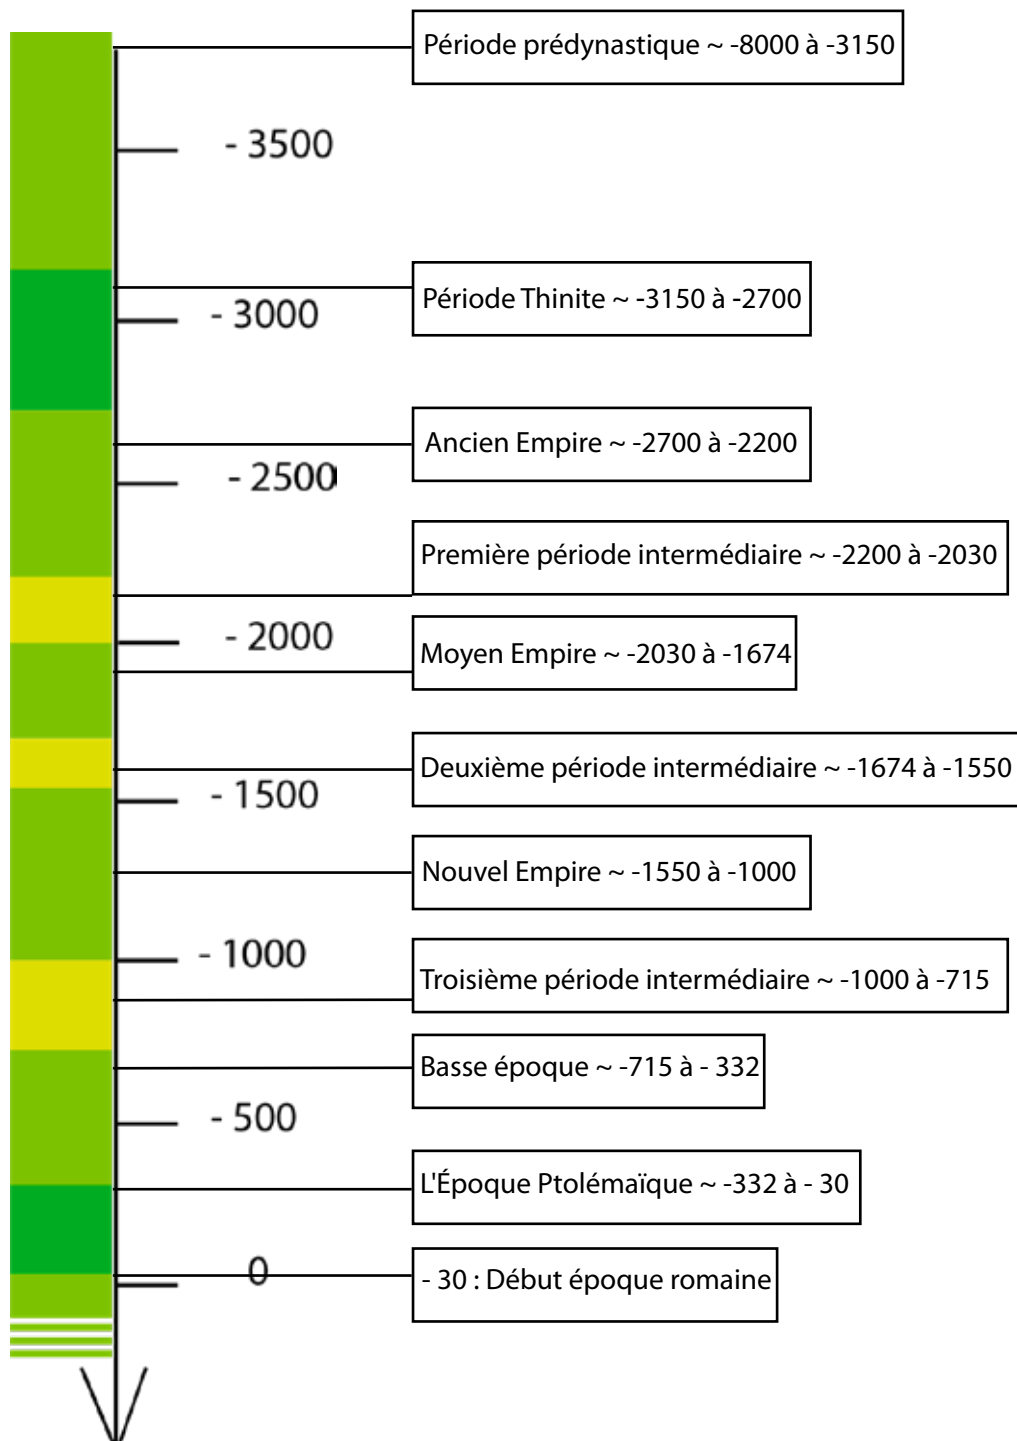 Période prédynastique ~ -8000 à -3150
- 3500
Période Thinite ~ -3150 à -2700
- 3000
Ancien Empire ~ -2700 à -2200
- 2500
Première période intermédiaire ~ -2200 à -2030
- 2000
Moyen Empire ~ -2030 à -1674
Deuxième période intermédiaire ~ -1674 à -1550
- 1500
Nouvel Empire ~ -1550 à -1000
- 1000
Troisième période intermédiaire ~ -1000 à -715
Basse époque ~ -715 à - 332
- 500
L'Époque Ptolémaïque ~ -332 à - 30
0
- 30 : Début époque romaine